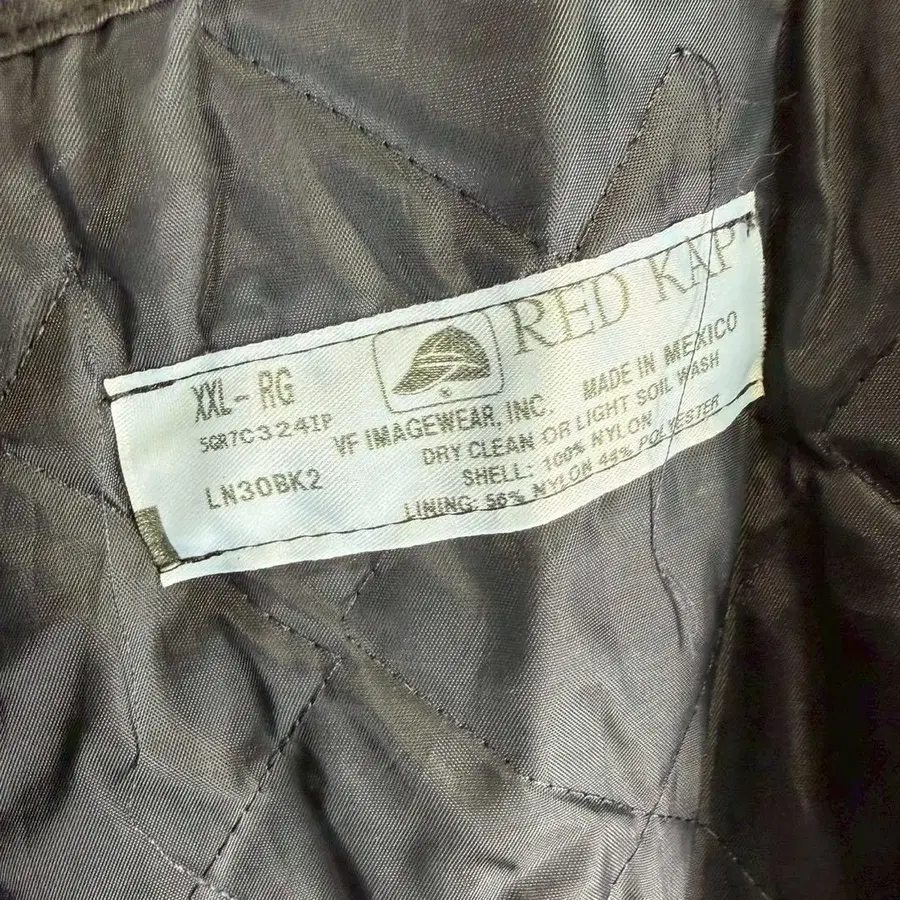 RED KAP
XXL-RG
5GR7C324IP
LN30BK2
VF IMAGEWEAR, INC. MADE IN MEXICO
DRY CLEAN OR LIGHT SOIL WASH
SHELL: 100% NYLON
LINING: 56% NYLON 44% POLYESTER